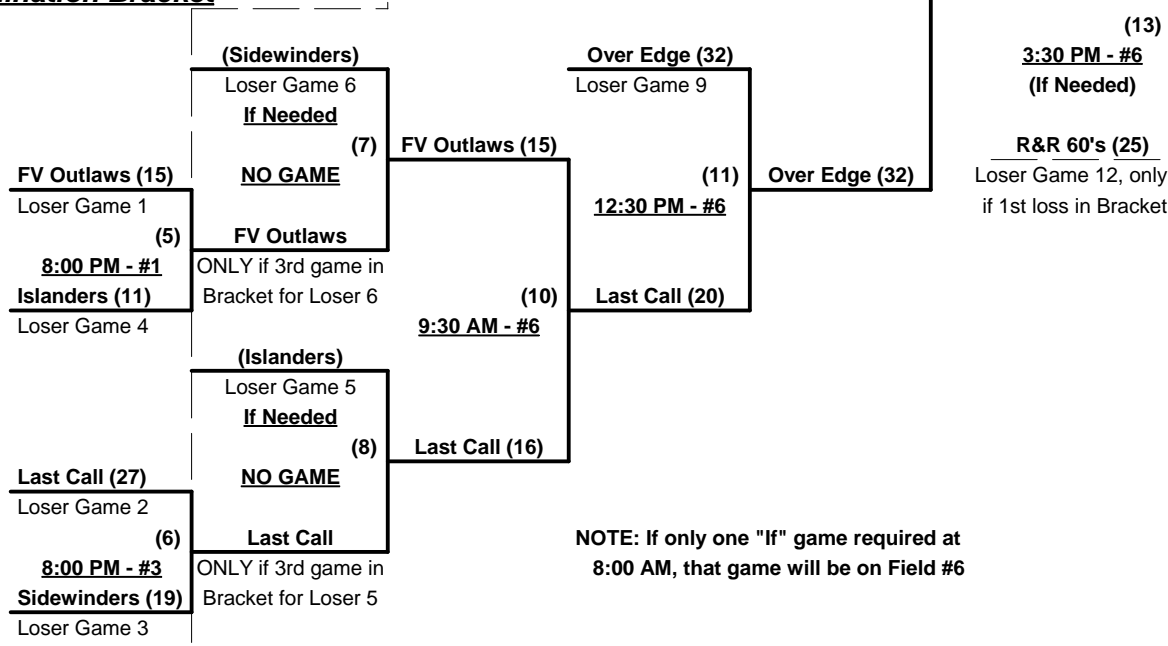 Bracket
(13)
(Sidewinders)
Over Edge (32)
3:30 PM - #6
Loser Game 6
Loser Game 9
(If Needed)
If Needed
(7)
FV Outlaws (15)
R&R 60's (25)
FV Outlaws (15)
NO GAME
(11)
Over Edge (32)
Loser Game 12, only
Loser Game 1
12:30 PM - #6
if 1st loss in Bracket
(5)
FV Outlaws
8:00 PM - #1
ONLY if 3rd game in
Islanders (11)
Bracket for Loser 6
(10)
Last Call (20)
Loser Game 4
9:30 AM - #6
(Islanders)
Loser Game 5
If Needed
(8)
Last Call (16)
Last Call (27)
NO GAME
Loser Game 2
(6)
Last Call
NOTE: If only one "If" game required at
8:00 PM - #3
ONLY if 3rd game in
8:00 AM, that game will be on Field #6
Sidewinders (19)
Bracket for Loser 5
Loser Game 3